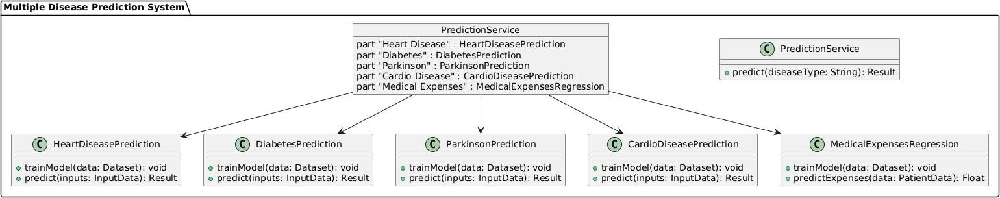 Multiple Disease Prediction System
PredictionService
part "Heart Disease" : HeartDiseasePrediction
part "Diabetes" : DiabetesPrediction
part "Parkinson" : ParkinsonPrediction
part "Cardio Disease" : CardioDiseasePrediction
part "Medical Expenses" : MedicalExpensesRegression
C PredictionService
predict(diseaseType: String): Result
C HeartDiseasePrediction
trainModel(data: Dataset): void
predict(inputs: InputData): Result
C DiabetesPrediction
trainModel(data: Dataset): void
predict(inputs: InputData): Result
C ParkinsonPrediction
trainModel(data: Dataset): void
predict(inputs: InputData): Result
C CardioDiseasePrediction
trainModel(data: Dataset): void
predict(inputs: InputData): Result
C MedicalExpensesRegression
trainModel(data: Dataset): void
predictExpenses(data: PatientData): Float